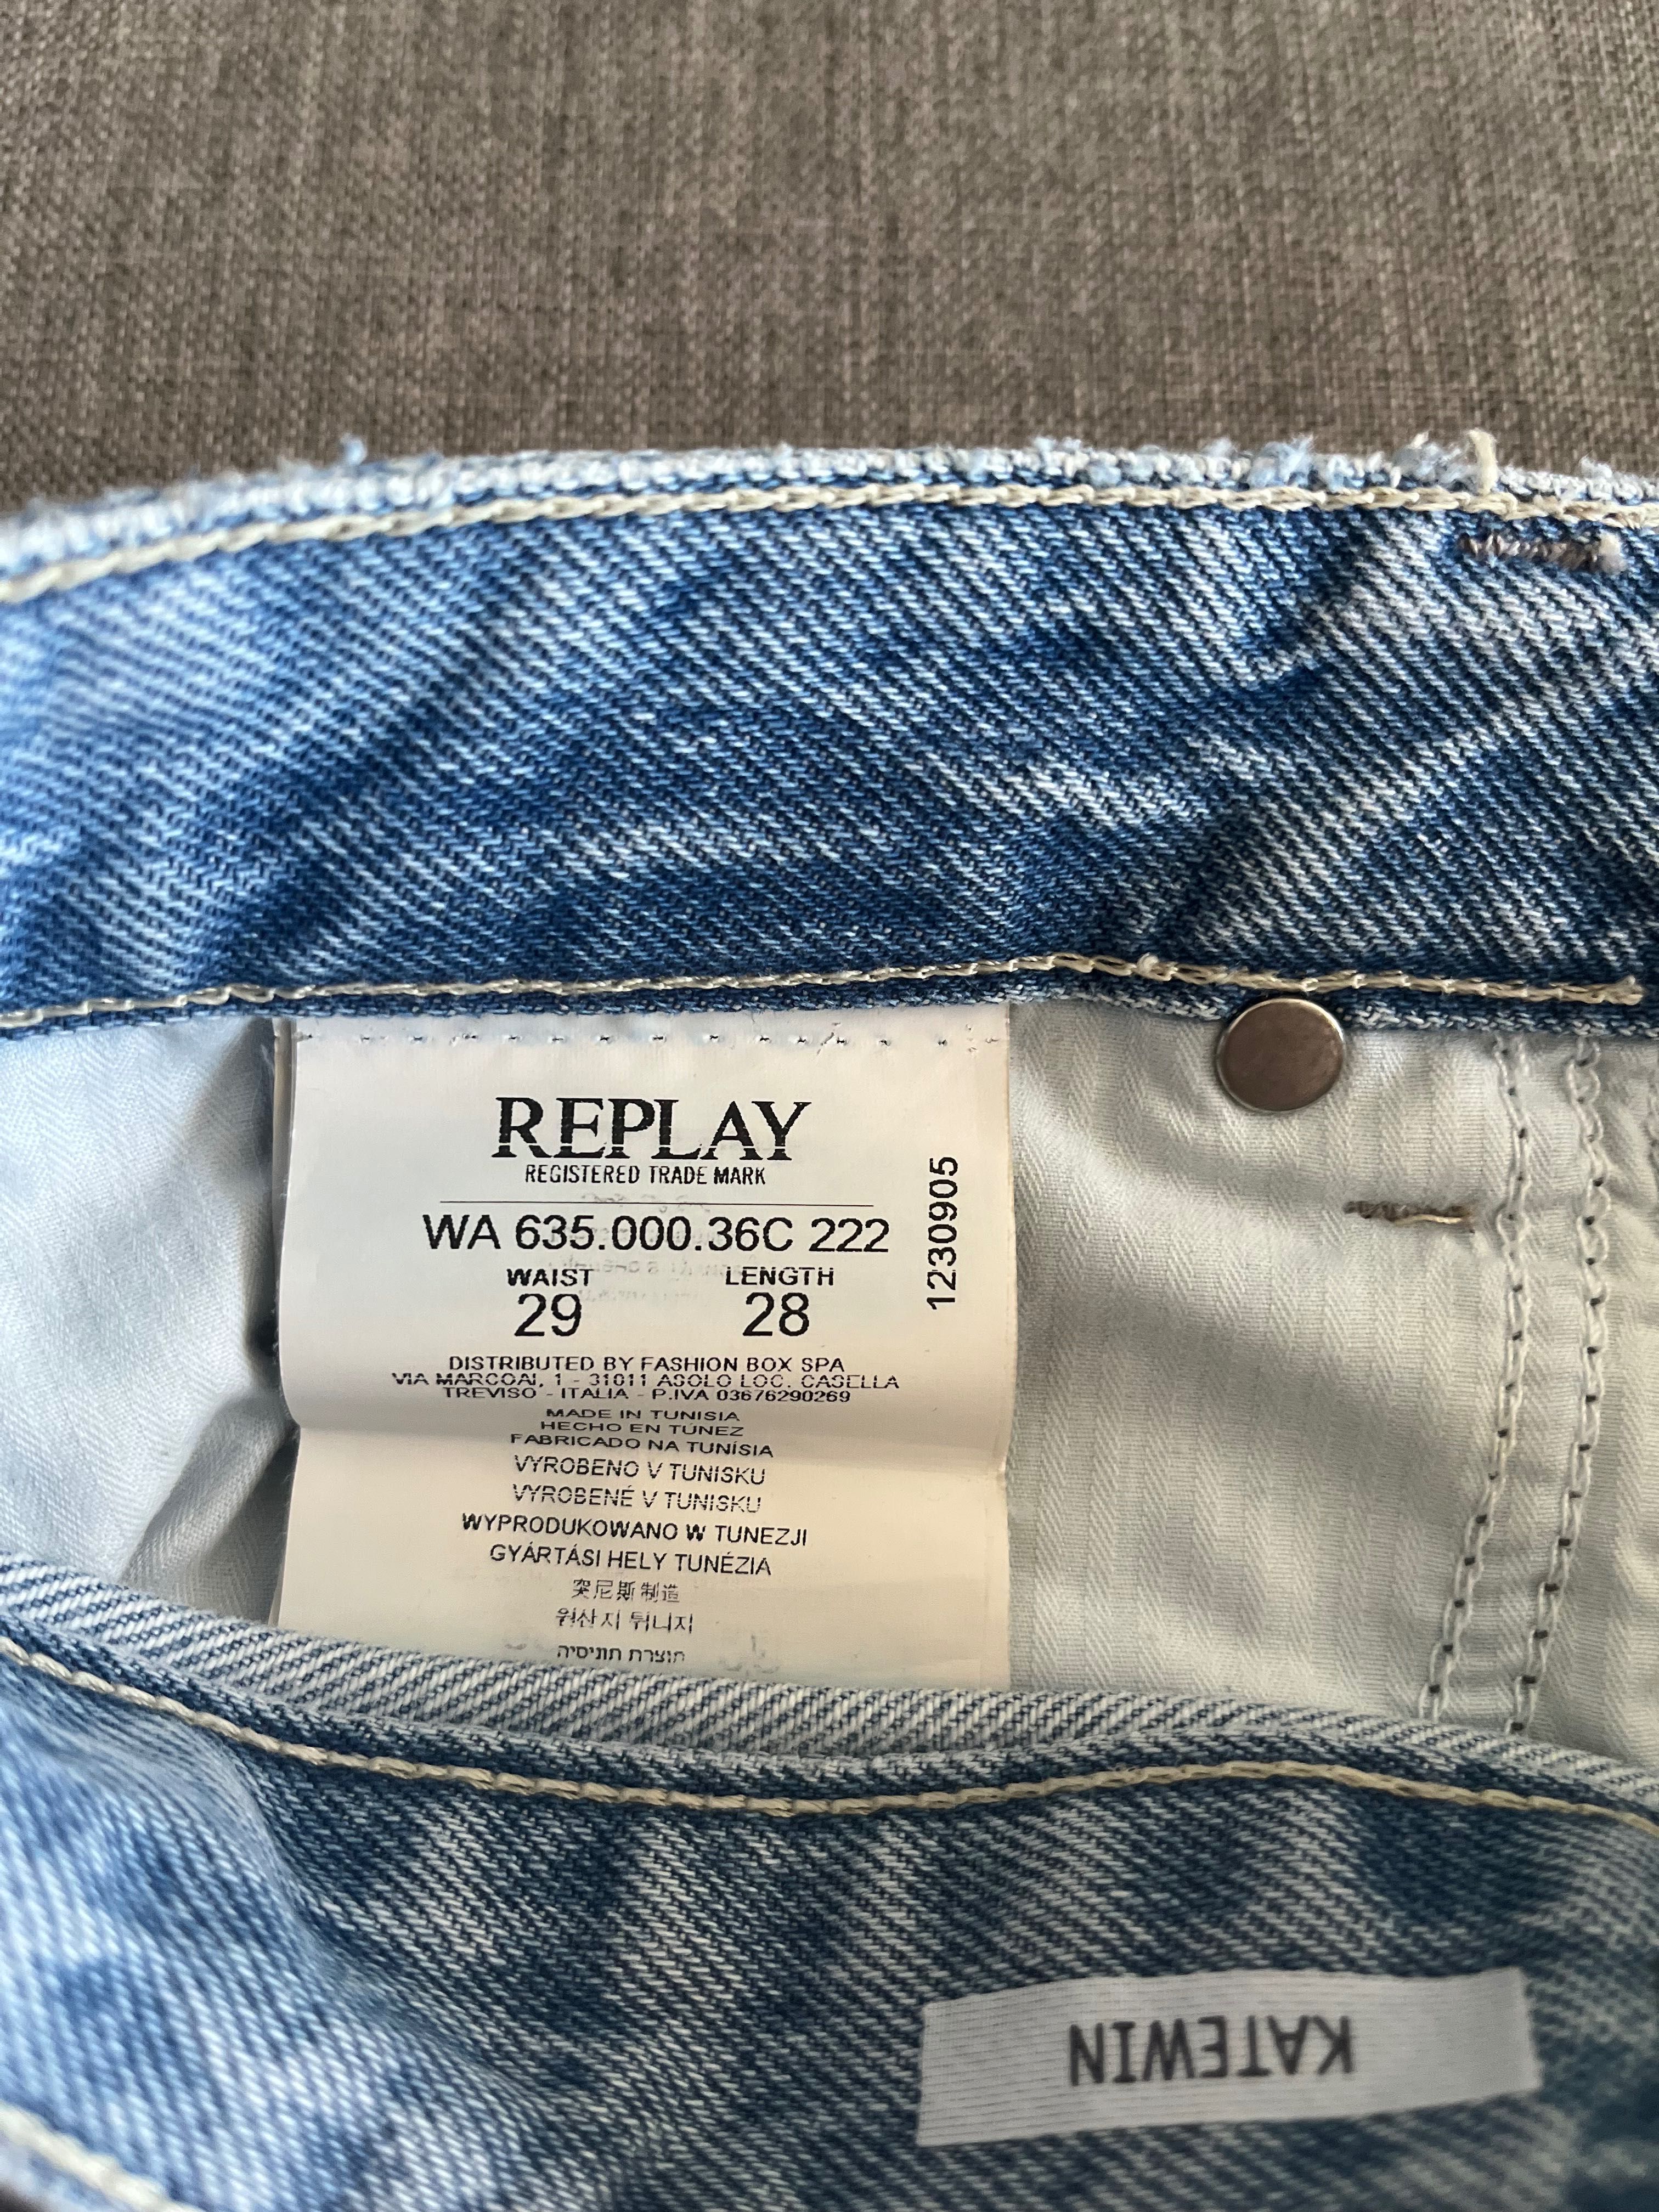 REPLAY
REGISTERED TRADE MARK
WA 635.000.36C 222
WAIST LENGTH
29 28
1230905
DISTRIBUTED BY FASHION BOX SPA
VIA MARCOAI, 1 - 31011 ASOLO LOC. CASELLA
TREVISO - ITALIA - P.IVA 03676290269
MADE IN TUNISIA
HECHO EN TÚNEZ
FABRICADO NA TUNÍSIA
VYROBENO V TUNISKU
VYROBENÉ V TUNISKU
WYPRODUKOWANO W TUNEZJI
GYÁRTÁSI HELY TUNÉZIA
突尼斯制造
원산지 튀니지
תוצרת תוניסיה
KATEWIN